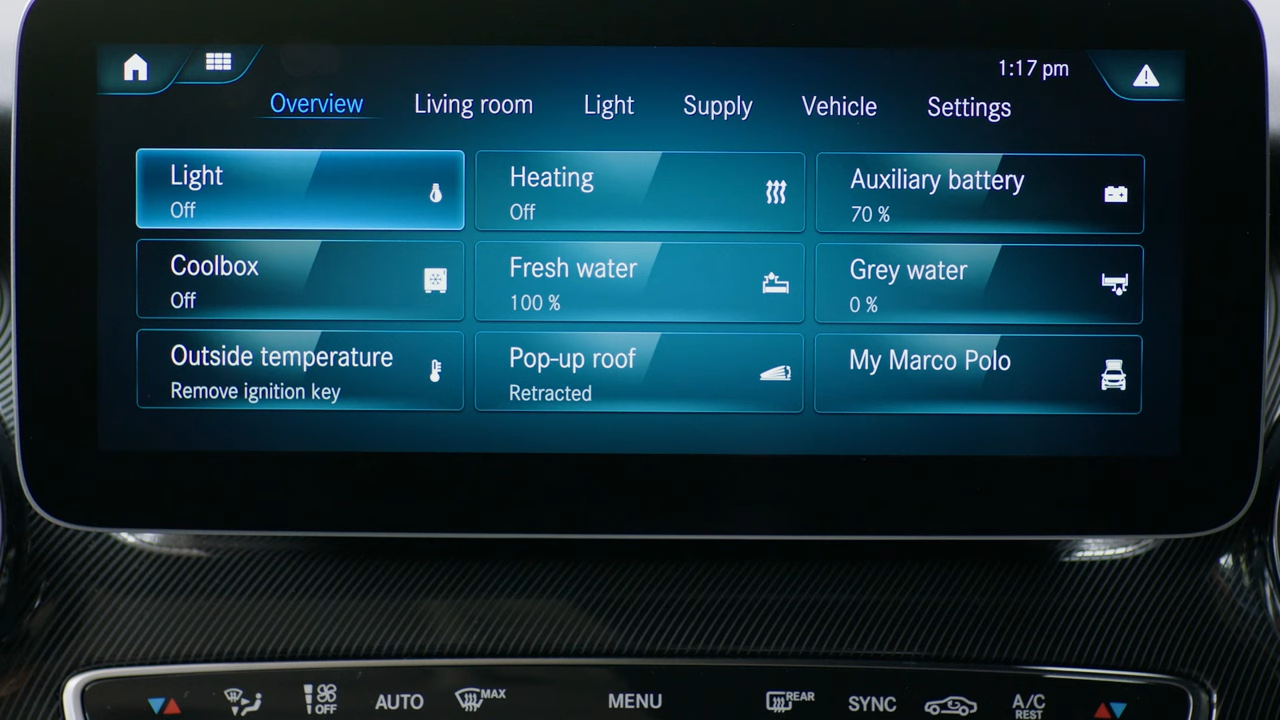 1:17 pm
Overview Living room Light Supply Vehicle Settings
Light
Off
Heating
Off
Auxiliary battery
70 %
Coolbox
Off
Fresh water
100 %
Grey water
0 %
Outside temperature
Remove ignition key
Pop-up roof
Retracted
My Marco Polo
OFF
AUTO
MAX
MENU
REAR
SYNC
A/C
REST